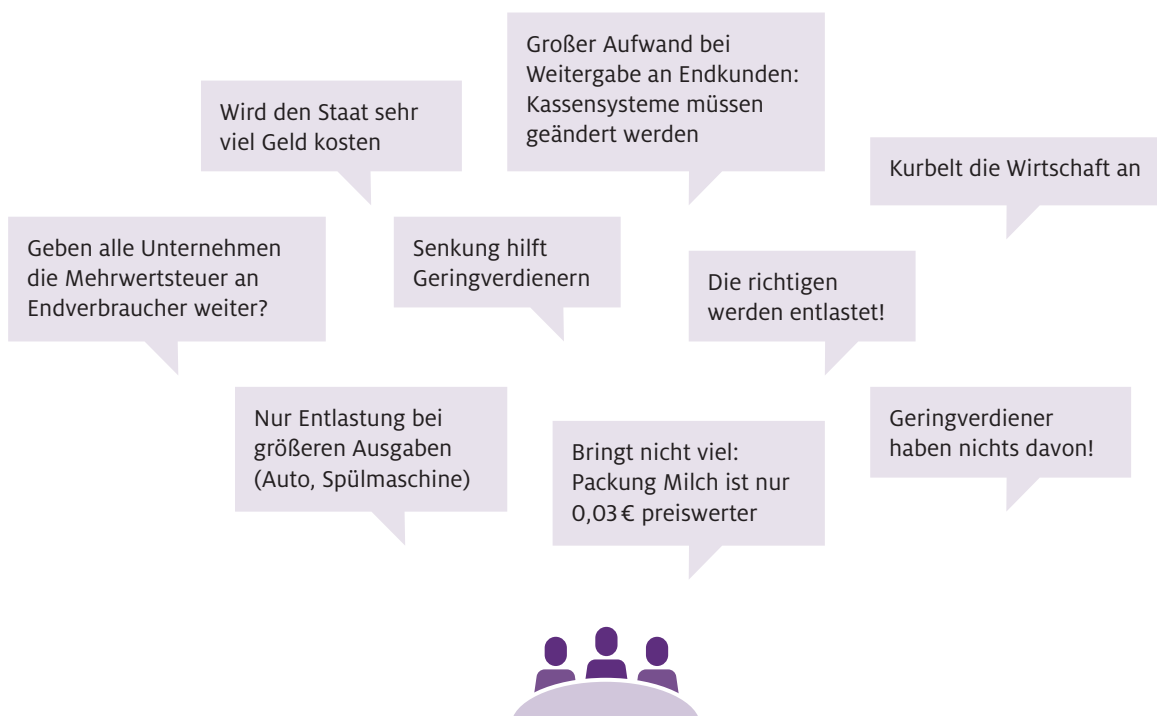 Großer Aufwand bei
Weitergabe an Endkunden:
Kassensysteme müssen
geändert werden
Wird den Staat sehr
viel Geld kosten
Kurbelt die Wirtschaft an
Geben alle Unternehmen
die Mehrwertsteuer an
Endverbraucher weiter?
Senkung hilft
Geringverdienern
Die richtigen
werden entlastet!
Nur Entlastung bei
größeren Ausgaben
(Auto, Spülmaschine)
Bringt nicht viel:
Packung Milch ist nur
0,03 € preiswerter
Geringverdiener
haben nichts davon!